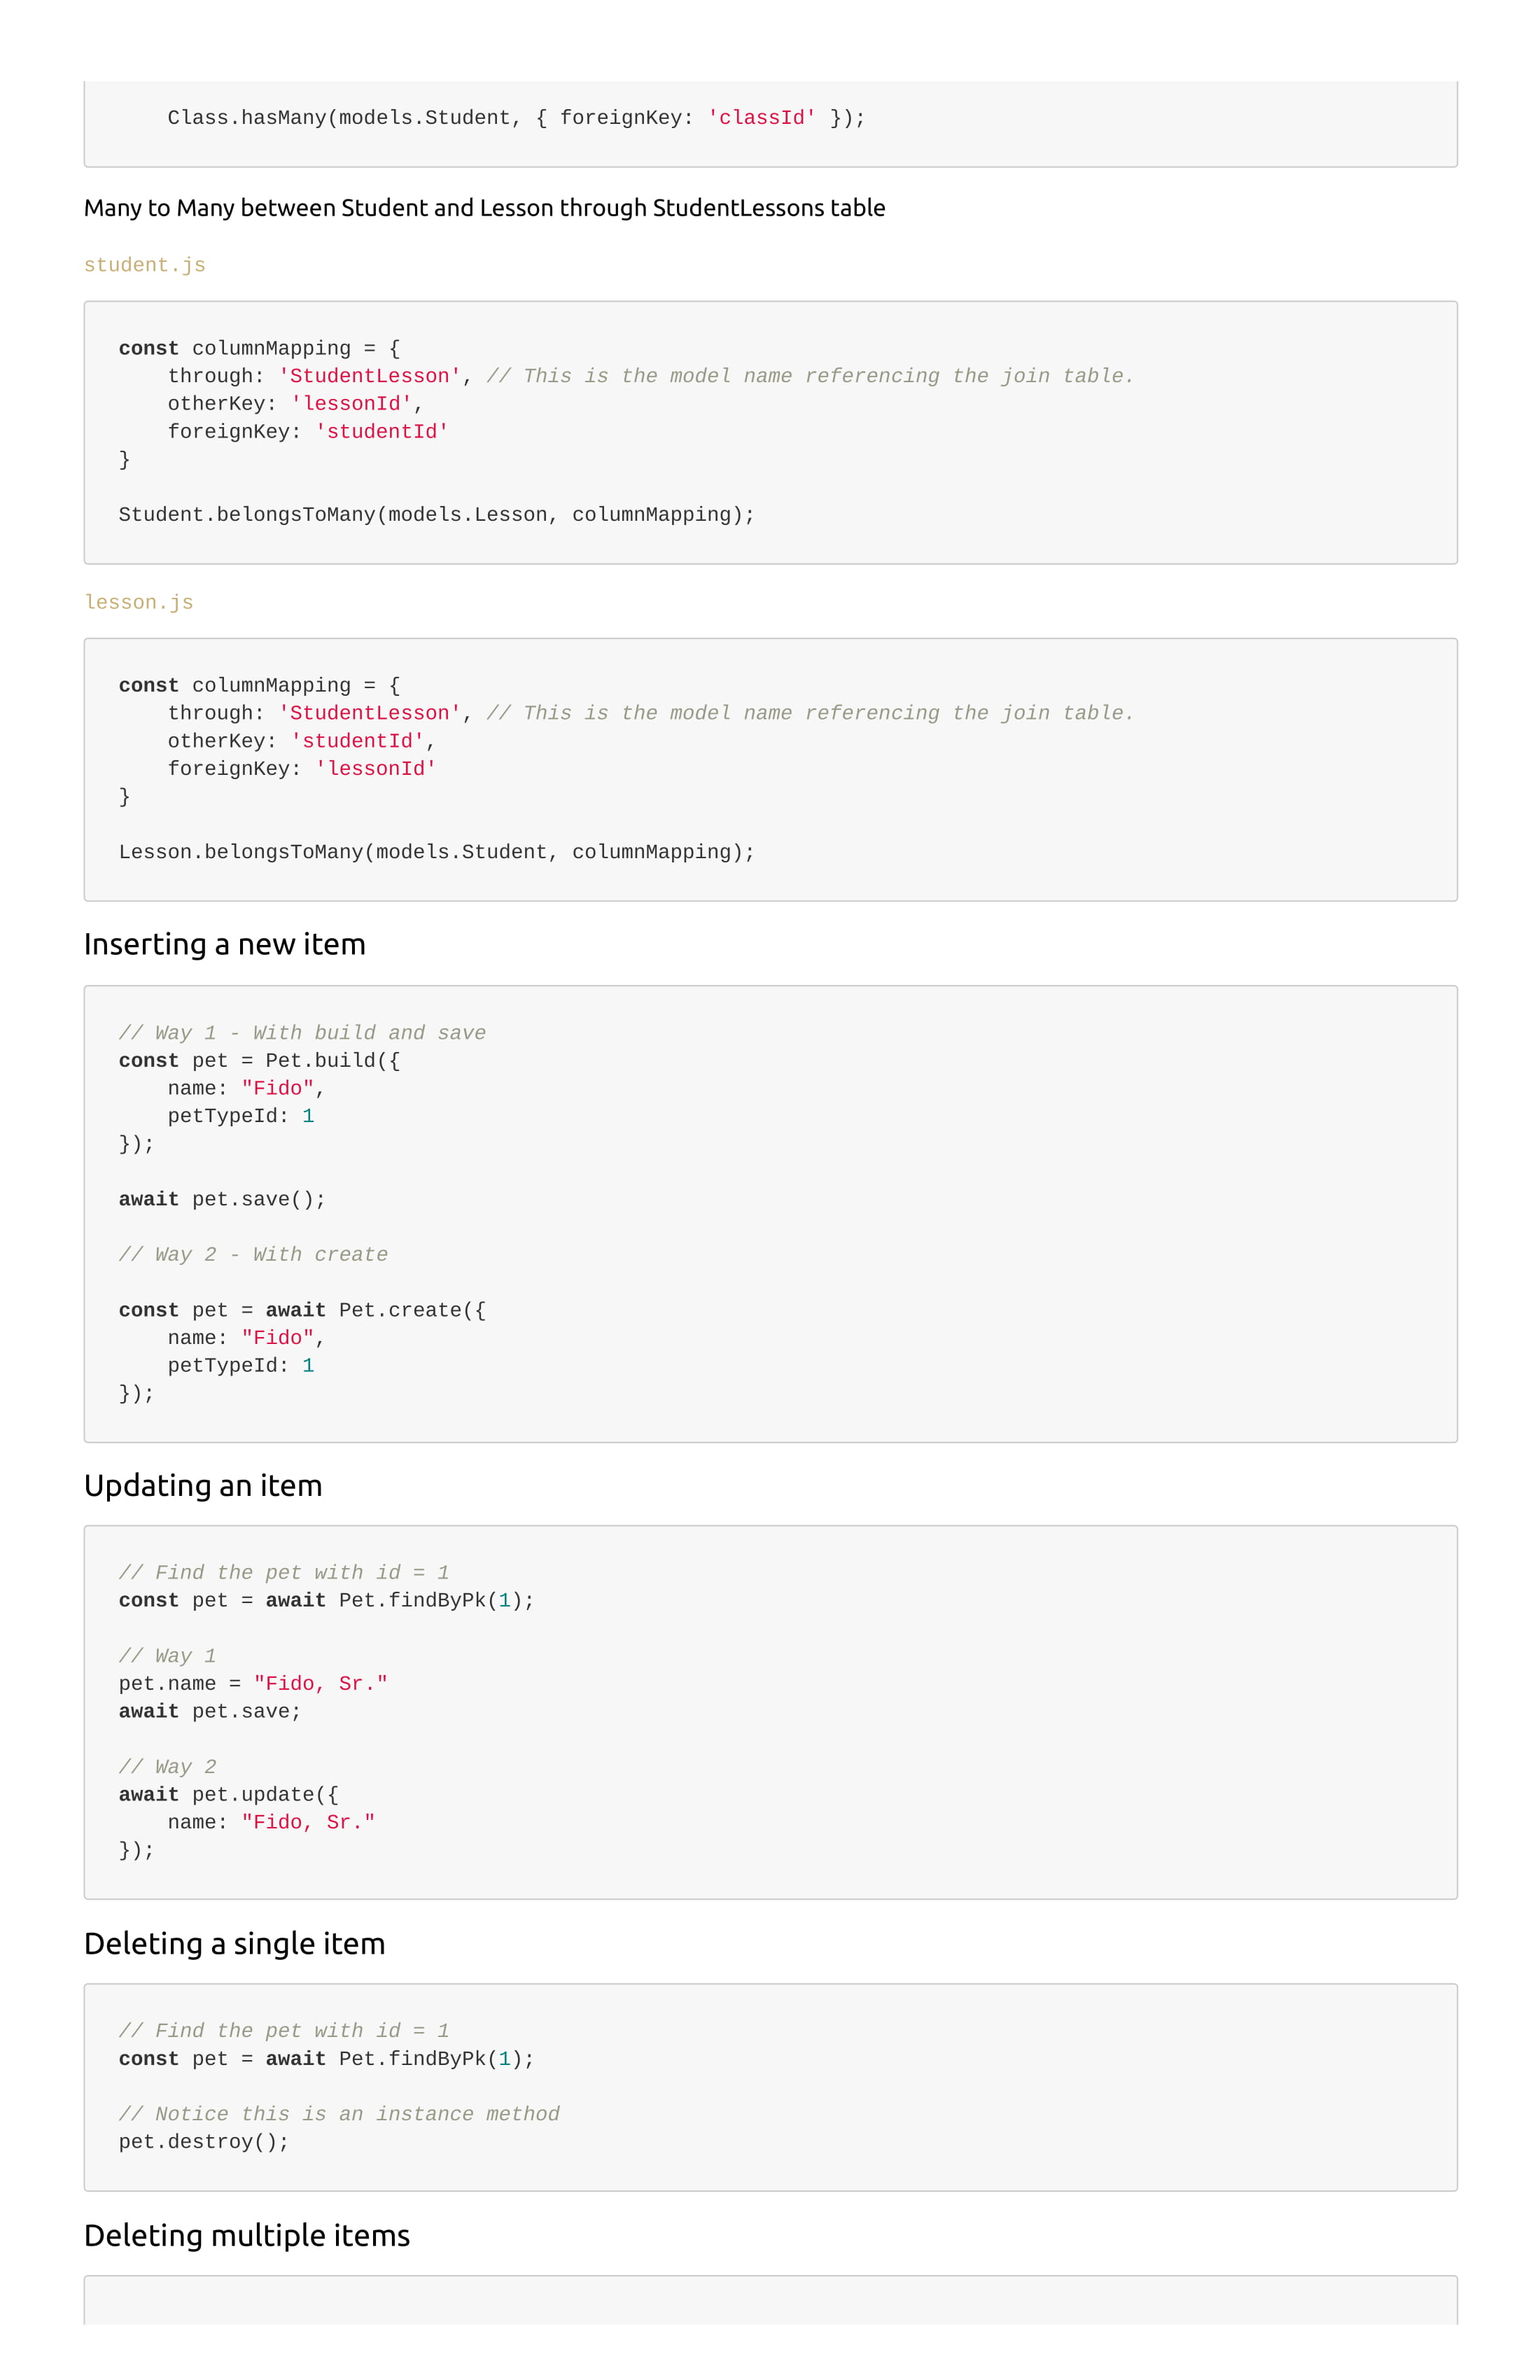 Class.hasMany(models.Student, { foreignKey: 'classId' });
Many to Many between Student and Lesson through StudentLessons table
student.js
const columnMapping = {
    through: 'StudentLesson', // This is the model name referencing the join table.
    otherKey: 'lessonId',
    foreignKey: 'studentId'
}
Student.belongsToMany(models.Lesson, columnMapping);
lesson.js
const columnMapping = {
    through: 'StudentLesson', // This is the model name referencing the join table.
    otherKey: 'studentId',
    foreignKey: 'lessonId'
}
Lesson.belongsToMany(models.Student, columnMapping);
Inserting a new item
// Way 1 - With build and save
const pet = Pet.build({
    name: "Fido",
    petTypeId: 1
});
await pet.save();
// Way 2 - With create
const pet = await Pet.create({
    name: "Fido",
    petTypeId: 1
});
Updating an item
// Find the pet with id = 1
const pet = await Pet.findByPk(1);
// Way 1
pet.name = "Fido, Sr."
await pet.save;
// Way 2
await pet.update({
    name: "Fido, Sr."
});
Deleting a single item
// Find the pet with id = 1
const pet = await Pet.findByPk(1);
// Notice this is an instance method
pet.destroy();
Deleting multiple items